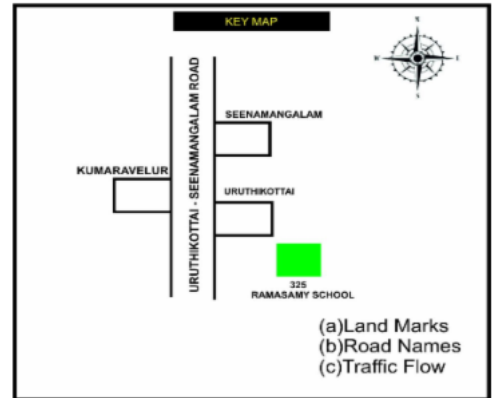 KEY MAP
N
W
S
URUTHIKOTTAI - SEENAMANGALAM ROAD
SEENAMANGALAM
KUMARAVELUR
URUTHIKOTTAI
325
RAMASAMY SCHOOL
(a)Land Marks
(b)Road Names
(c)Traffic Flow